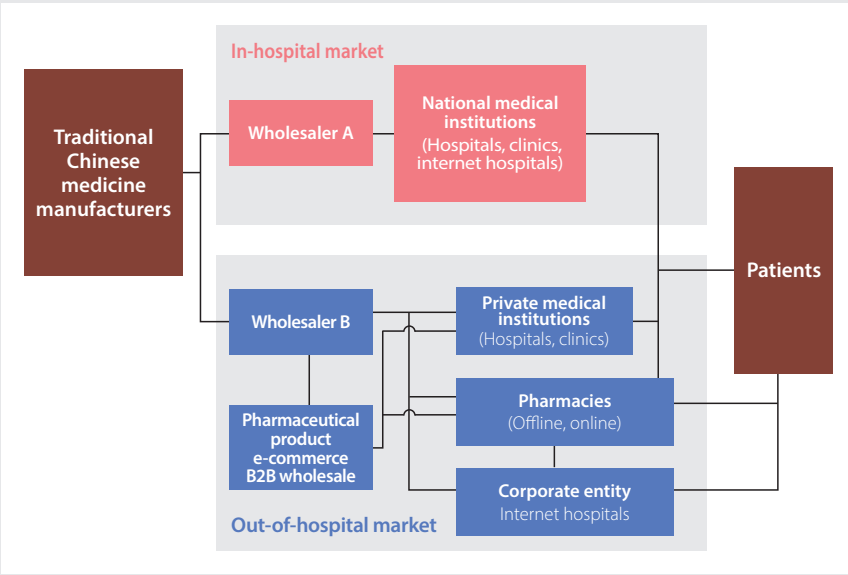 In-hospital market
Traditional
Chinese
medicine
manufacturers
Wholesaler A
National medical
institutions
(Hospitals, clinics,
internet hospitals)
Patients
Wholesaler B
Private medical
institutions
(Hospitals, clinics)
Pharmaceutical
product
e-commerce
B2B wholesale
Pharmacies
(Offline, online)
Corporate entity
Internet hospitals
Out-of-hospital market